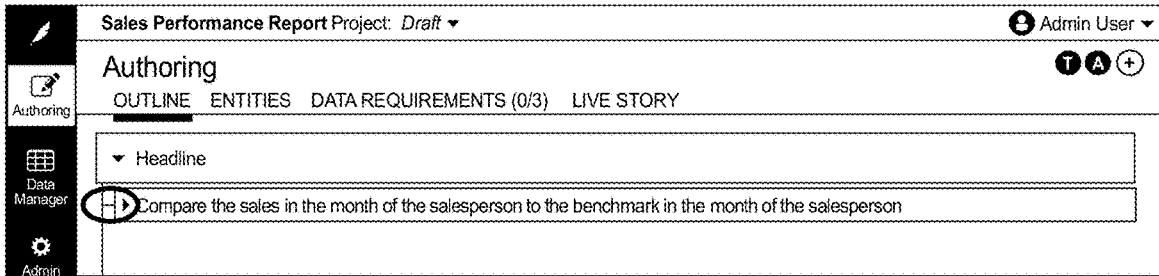 Sales Performance Report Project: Draft
Admin User
Authoring
T A
OUTLINE ENTITIES DATA REQUIREMENTS (0/3) LIVE STORY
Authoring
Headline
Data
Manager
Compare the sales in the month of the salesperson to the benchmark in the month of the salesperson
Admin